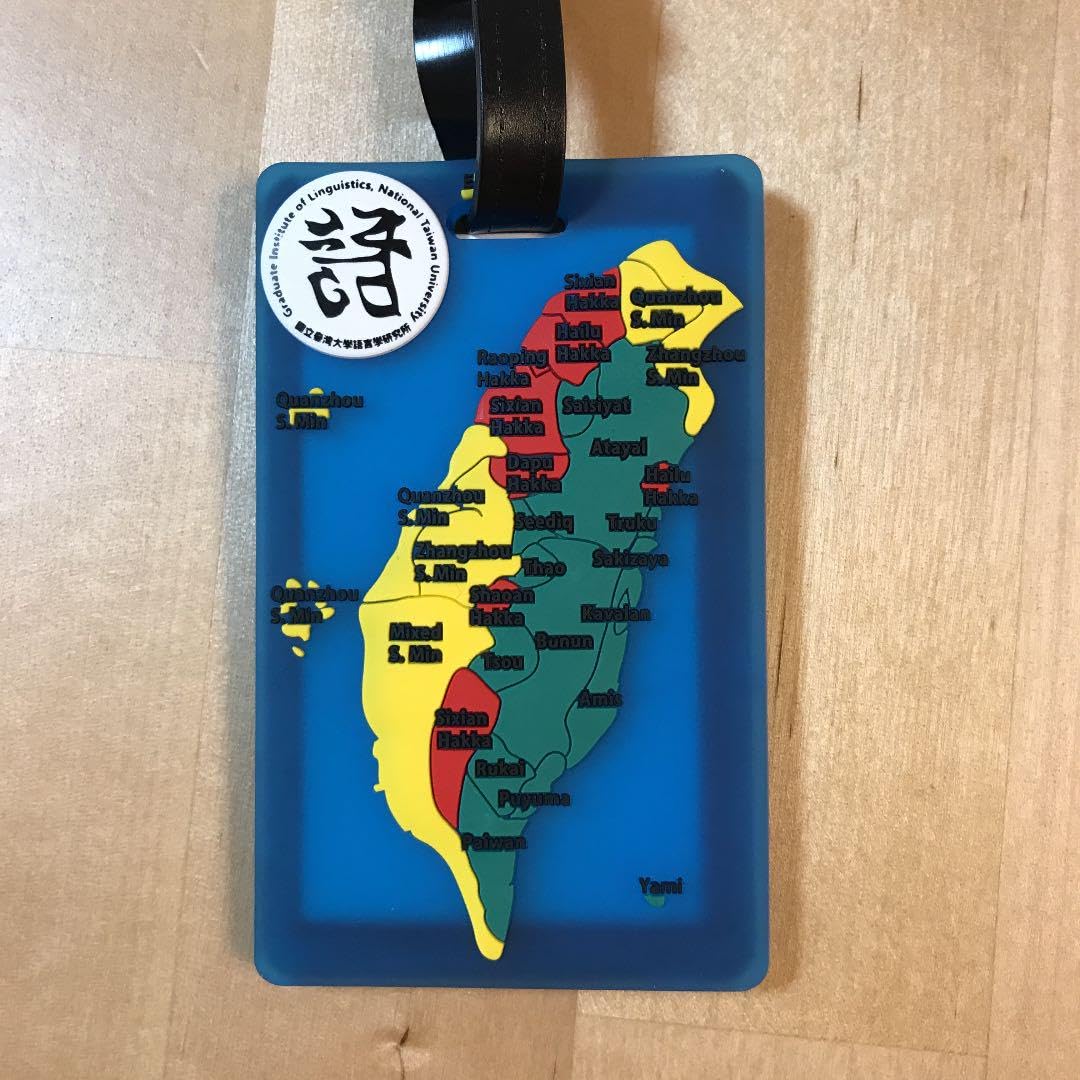 Graduate Institute of Linguistics, National Taiwan University
語
國立臺灣大學語言學研究所
Sixian
Hakka
Quanzhou
S. Min
Hailu
Hakka
Zhangzhou
S. Min
Raoping
Hakka
Quanzhou
S. Min
Sixian
Hakka
Saisiyat
Atayal
Dapu
Hakka
Hailu
Hakka
Quanzhou
S. Min
Seediq
Truku
Zhangzhou
S. Min
Thao
Sakizaya
Quanzhou
S. Min
Shaoan
Hakka
Kavalan
Mixed
S. Min
Bunun
Tsou
Amis
Sixian
Hakka
Rukai
Puyuma
Paiwan
Yami